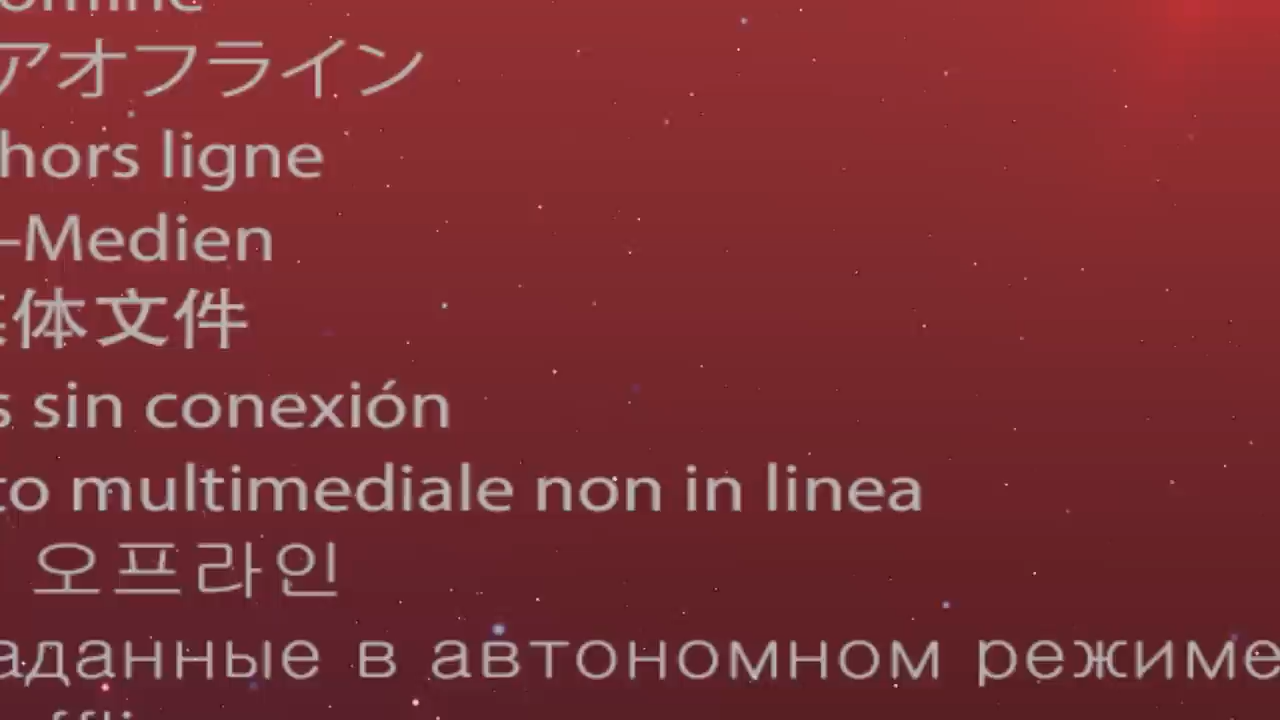 アオフライン
hors ligne
-Medien
体文件
sin conexión
to multimediale non in linea
오프라인
аданные в автономном режиме